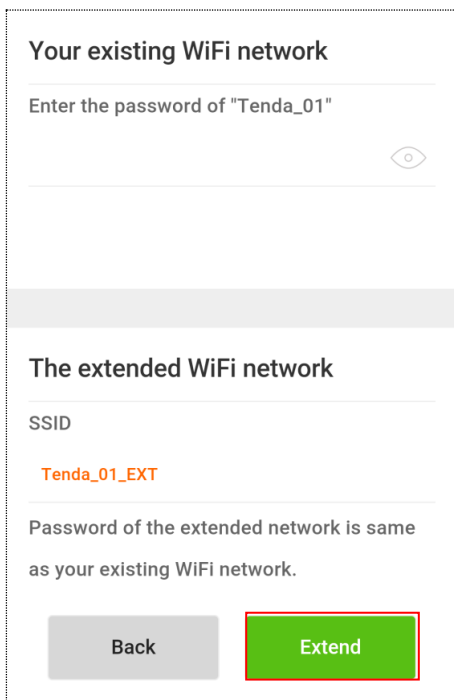 Your existing WiFi network
Enter the password of "Tenda_01"
The extended WiFi network
SSID
Tenda_01_EXT
Password of the extended network is same
as your existing WiFi network.
Back
Extend